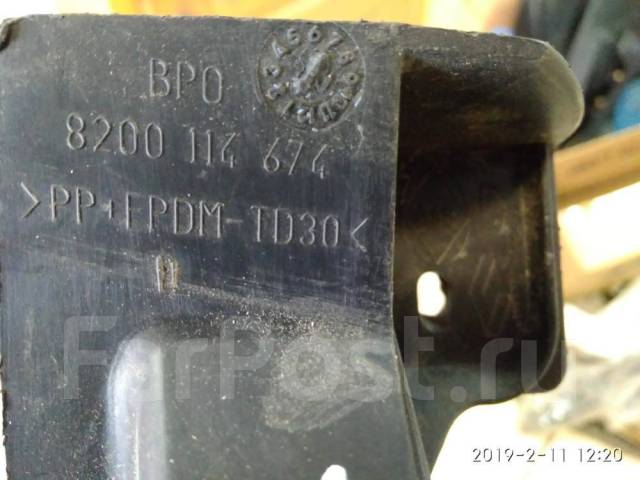 BPO
8200 114 674
>PP+EPDM-TD30<
FarPost.ru
2019-2-11 12:20